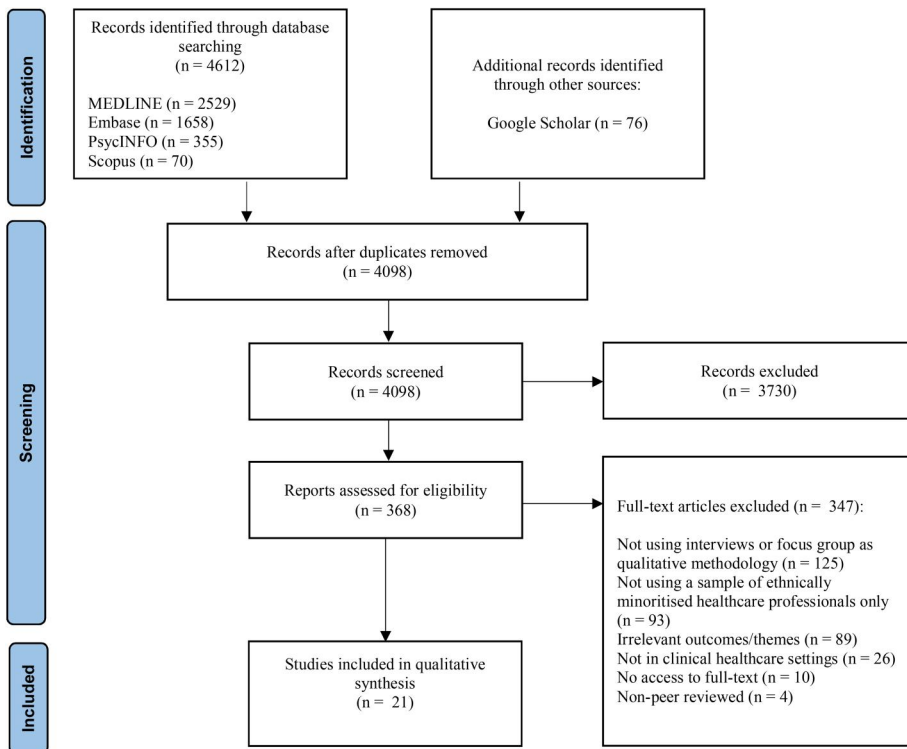 Identification
Records identified through database
searching
(n = 4612)
MEDLINE (n = 2529)
Embase (n = 1658)
PsycINFO (n = 355)
Scopus (n = 70)
Additional records identified
through other sources:
Google Scholar (n = 76)
Screening
Records after duplicates removed
(n = 4098)
Records screened
(n = 4098)
Records excluded
(n = 3730)
Reports assessed for eligibility
(n = 368)
Full-text articles excluded (n = 347):
Not using interviews or focus group as
qualitative methodology (n = 125)
Not using a sample of ethnically
minoritised healthcare professionals only
(n = 93)
Irrelevant outcomes/themes (n = 89)
Not in clinical healthcare settings (n = 26)
No access to full-text (n = 10)
Non-peer reviewed (n = 4)
Included
Studies included in qualitative
synthesis
(n = 21)